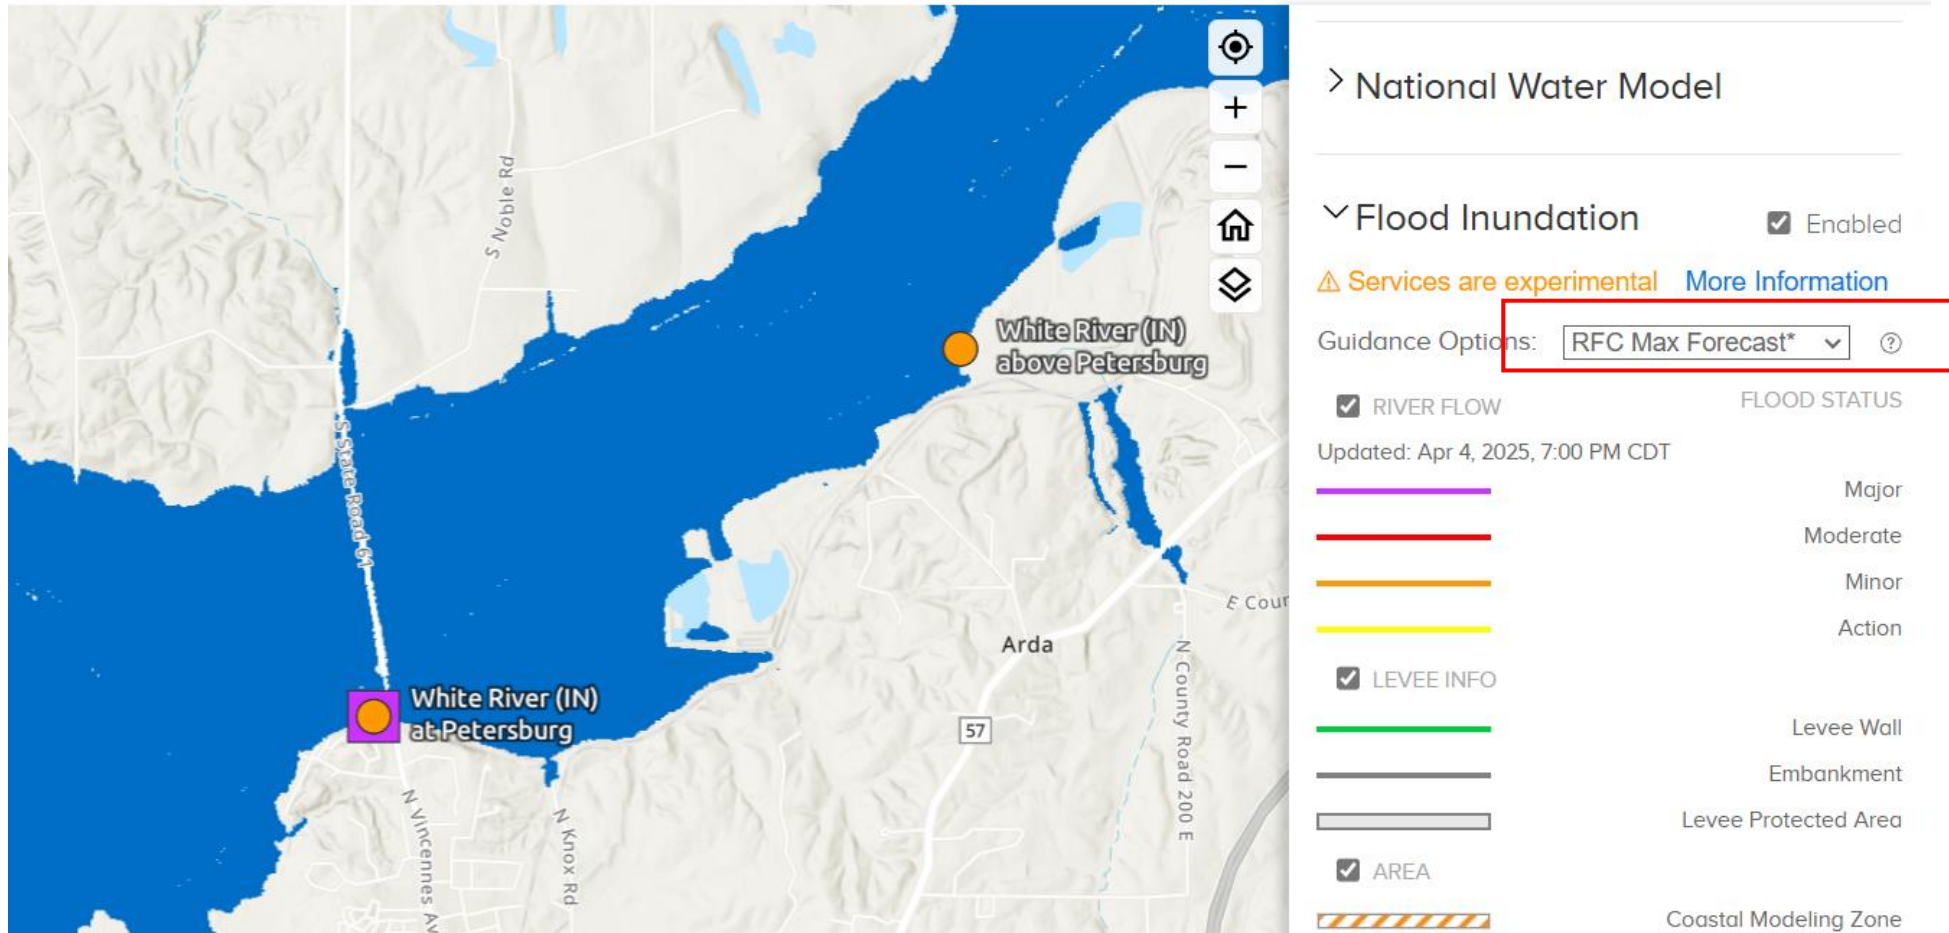 S Noble Rd
S State Road 61
White River (IN)
above Petersburg
White River (IN)
at Petersburg
Arda
57
E Cour
N County Road 200 E
N Vincennes Av
N Knox Rd
National Water Model
Flood Inundation
Enabled
Services are experimental More Information
Guidance Options: RFC Max Forecast* ?
RIVER FLOW FLOOD STATUS
Updated: Apr 4, 2025, 7:00 PM CDT
Major
Moderate
Minor
Action
LEVEE INFO
Levee Wall
Embankment
Levee Protected Area
AREA
Coastal Modeling Zone